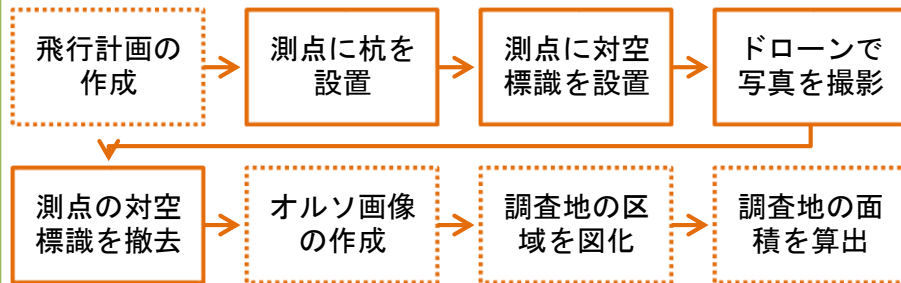 飛行計画の
作成
測点に杭を
設置
測点に対空
標識を設置
ドローンで
写真を撮影
測点の対空
標識を撤去
オルソ画像
の作成
調査地の区
域を図化
調査地の面
積を算出